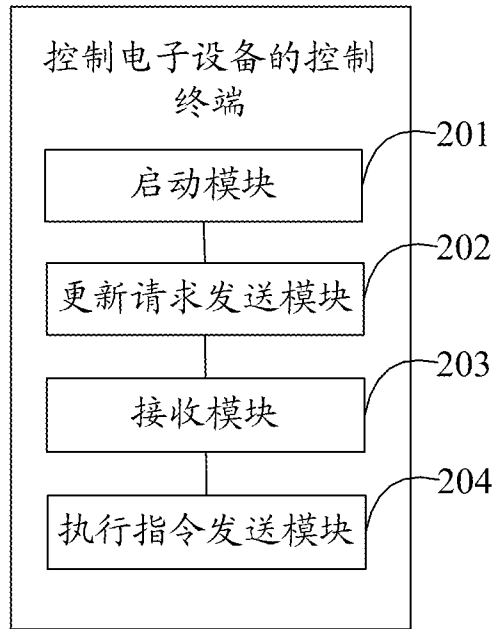 控制电子设备的控制
终端
201
启动模块
202
更新请求发送模块
203
接收模块
204
执行指令发送模块